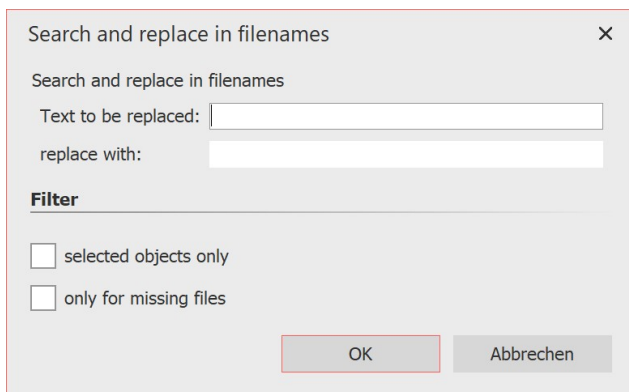 Search and replace in filenames
Search and replace in filenames
Text to be replaced:
replace with:
Filter
selected objects only
only for missing files
OK Abbrechen